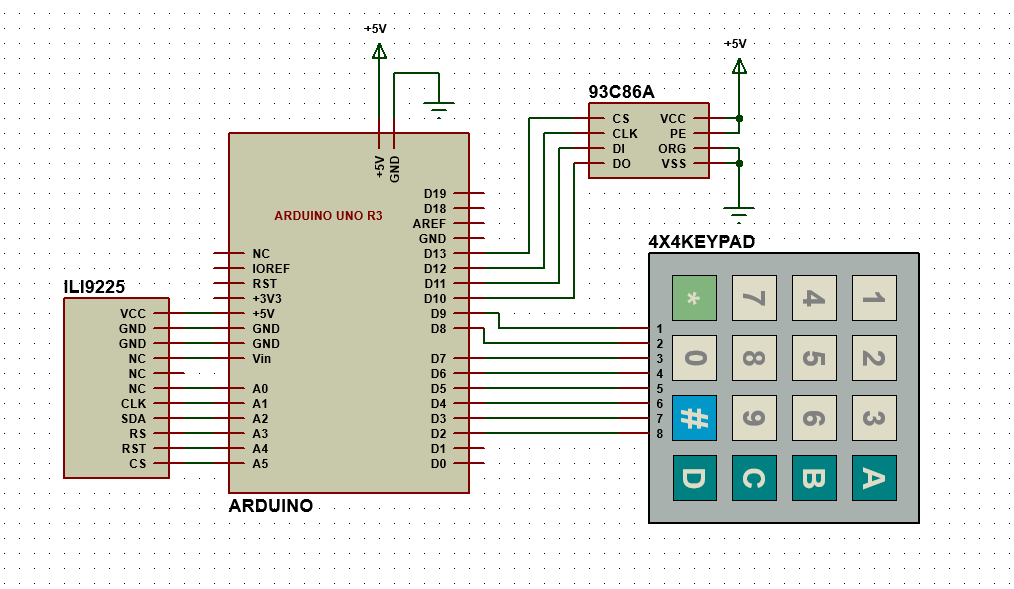 +5V
+5V
93C86A
CS VCC
CLK PE
DI ORG
DO VSS
+5V GND
ARDUINO UNO R3
D19
D18
AREF
GND
NC D13
IOREF D12
RST D11
+3V3 D10
+5V D9
GND D8
GND
Vin D7
D6
A0 D5
A1 D4
A2 D3
A3 D2
A4 D1
A5 D0
ARDUINO
ILI9225
VCC
GND
GND
NC
NC
NC
CLK
SDA
RS
RST
CS
4X4KEYPAD
1
2
3
4
5
6
7
8
* 7 4 1
0 8 5 2
# 9 6 3
D C B A